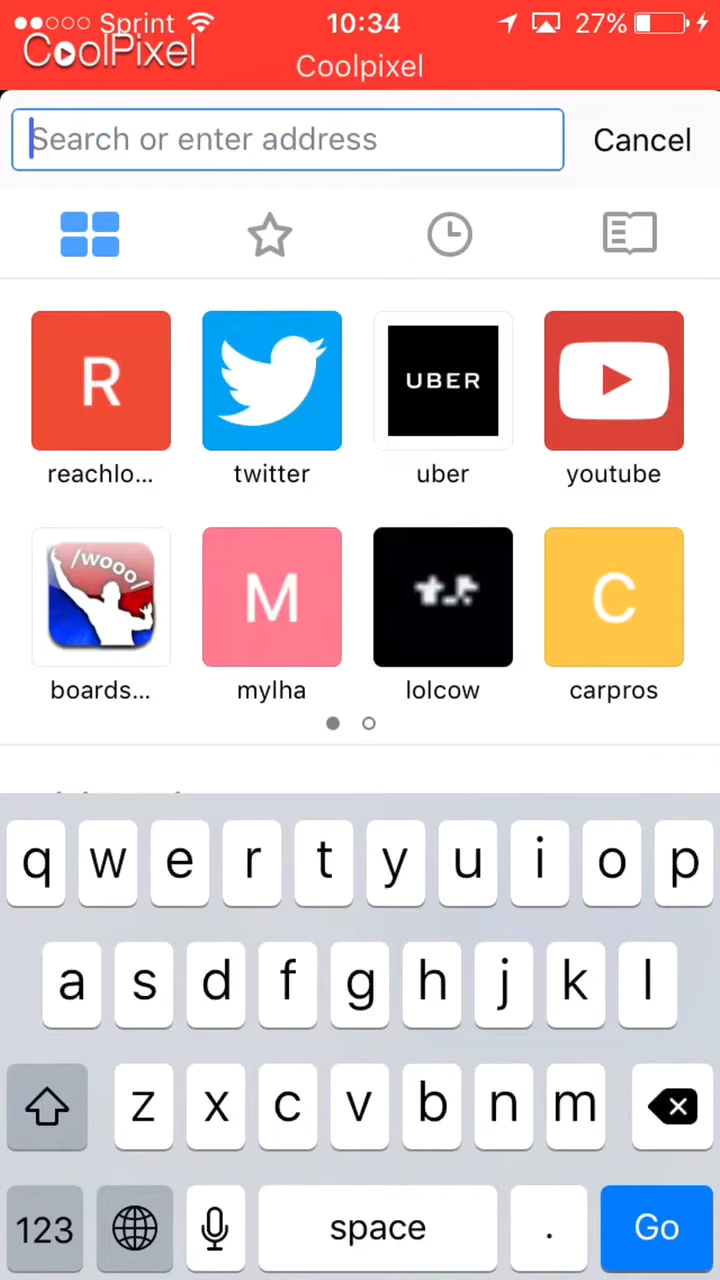 Sprint 10:34 27%
CoolPixel
Coolpixel
Search or enter address Cancel
R UBER
reachlo... twitter uber youtube
/wooo/ M C
boards... mylha lolcow carpros
q w e r t y u i o p
a s d f g h j k l
z x c v b n m
123 space . Go